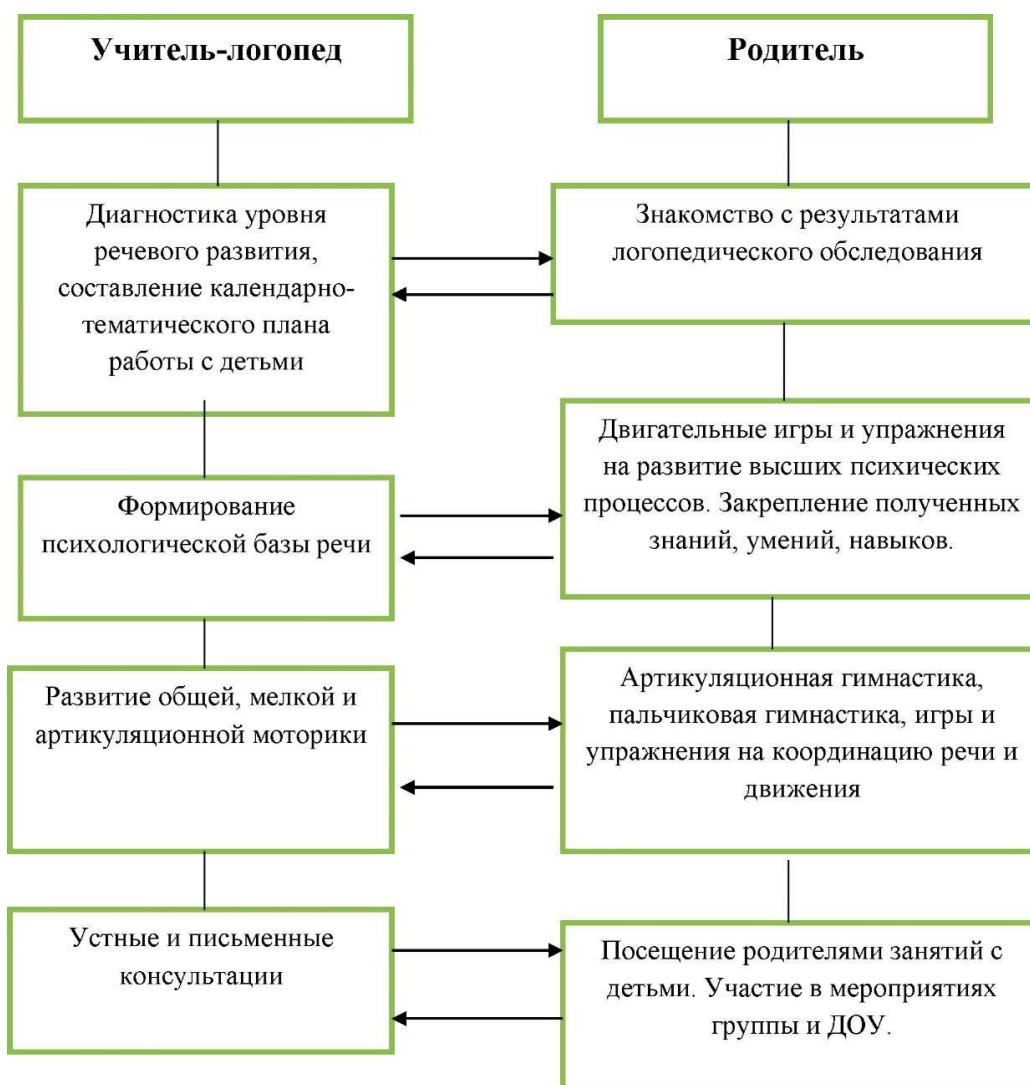 Учитель-логопед
Родитель
Диагностика уровня
речевого развития,
составление календарно-
тематического плана
работы с детьми
Знакомство с результатами
логопедического обследования
Формирование
психологической базы речи
Двигательные игры и упражнения
на развитие высших психических
процессов. Закрепление полученных
знаний, умений, навыков.
Развитие общей, мелкой и
артикуляционной моторики
Артикуляционная гимнастика,
пальчиковая гимнастика, игры и
упражнения на координацию речи и
движения
Устные и письменные
консультации
Посещение родителями занятий с
детьми. Участие в мероприятиях
группы и ДОУ.